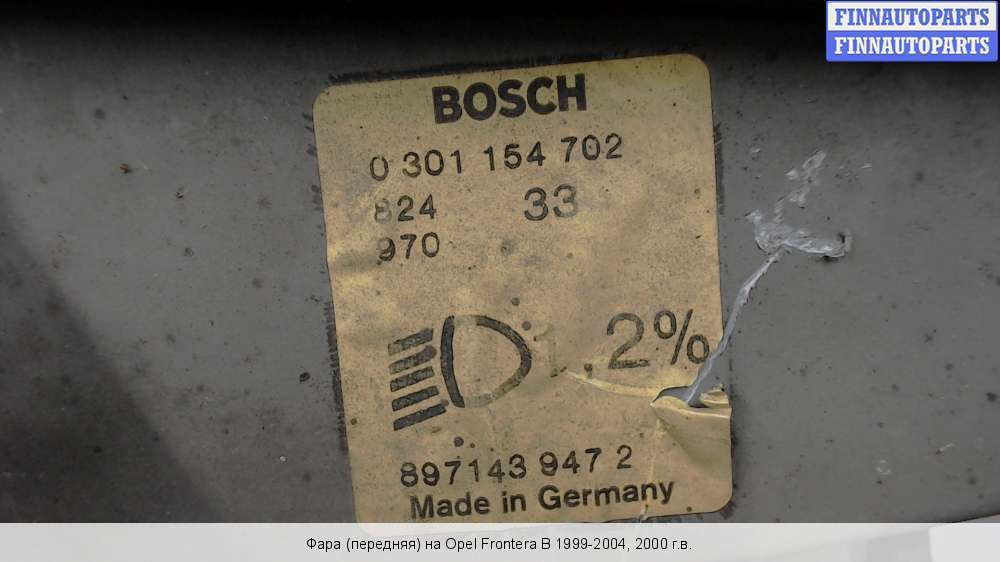 FINNAUTOPARTS
FINNAUTOPARTS
BOSCH
0 301 154 702
824 33
970
1.2%
897143 947 2
Made in Germany
Фара (передняя) на Opel Frontera B 1999-2004, 2000 г.в.